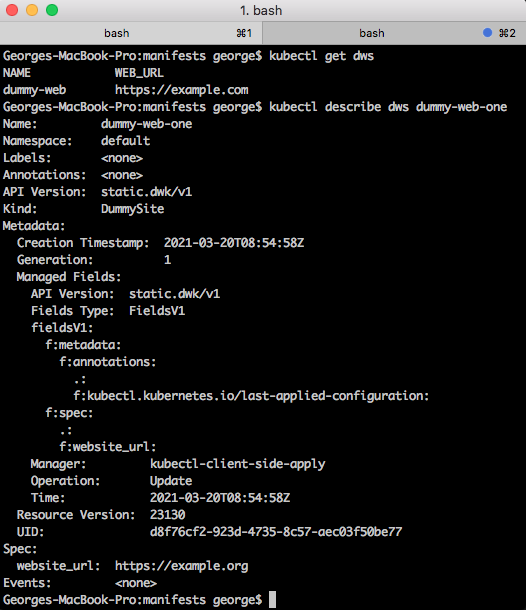 1. bash
bash ⌘1 bash ⌘2
Georges-MacBook-Pro:manifests george$ kubectl get dws
NAME WEB_URL
dummy-web https://example.com
Georges-MacBook-Pro:manifests george$ kubectl describe dws dummy-web-one
Name: dummy-web-one
Namespace: default
Labels: <none>
Annotations: <none>
API Version: static.dwk/v1
Kind: DummySite
Metadata:
Creation Timestamp: 2021-03-20T08:54:58Z
Generation: 1
Managed Fields:
API Version: static.dwk/v1
Fields Type: FieldsV1
fieldsV1:
f:metadata:
f:annotations:
.:
f:kubectl.kubernetes.io/last-applied-configuration:
f:spec:
.:
f:website_url:
Manager: kubectl-client-side-apply
Operation: Update
Time: 2021-03-20T08:54:58Z
Resource Version: 23130
UID: d8f76cf2-923d-4735-8c57-aec03f50be77
Spec:
website_url: https://example.org
Events: <none>
Georges-MacBook-Pro:manifests george$